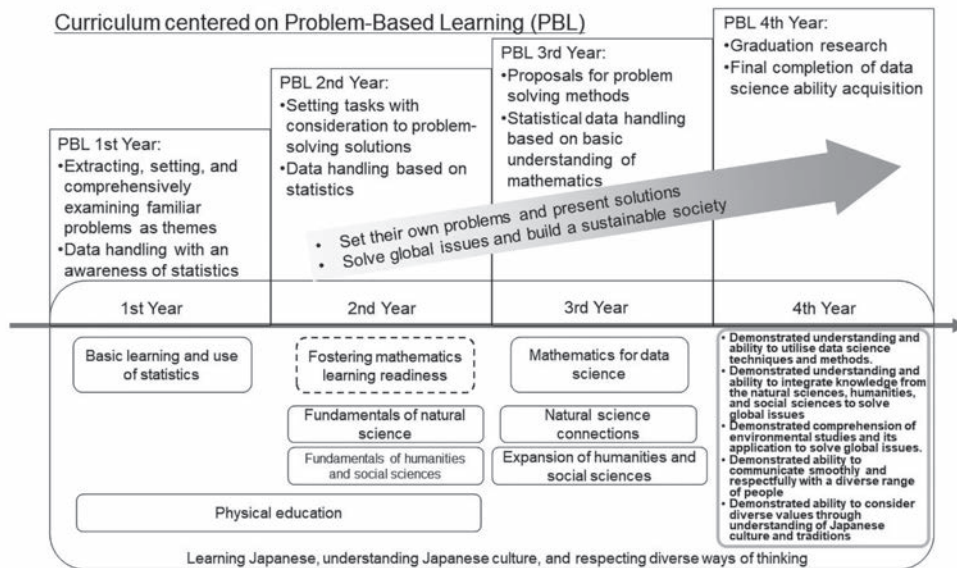 Curriculum centered on Problem-Based Learning (PBL)
PBL 1st Year:
•Extracting, setting, and
comprehensively
examining familiar
problems as themes
•Data handling with an
awareness of statistics
PBL 2nd Year:
•Setting tasks with
consideration to problem-
solving solutions
•Data handling based on
statistics
PBL 3rd Year:
•Proposals for problem
solving methods
•Statistical data handling
based on basic
understanding of
mathematics
PBL 4th Year:
•Graduation research
•Final completion of data
science ability acquisition
• Set their own problems and present solutions
• Solve global issues and build a sustainable society
1st Year
2nd Year
3rd Year
4th Year
Basic learning and use
of statistics
Fostering mathematics
learning readiness
Mathematics for data
science
Fundamentals of natural
science
Natural science
connections
Fundamentals of humanities
and social sciences
Expansion of humanities and
social sciences
Physical education
• Demonstrated understanding and
ability to utilise data science
techniques and methods.
• Demonstrated understanding and
ability to integrate knowledge from
the natural sciences, humanities,
and social sciences to solve
global issues
• Demonstrated comprehension of
environmental studies and its
application to solve global issues.
• Demonstrated ability to
communicate smoothly and
respectfully with a diverse range
of people
• Demonstrated ability to consider
diverse values through
understanding of Japanese
culture and traditions
Learning Japanese, understanding Japanese culture, and respecting diverse ways of thinking